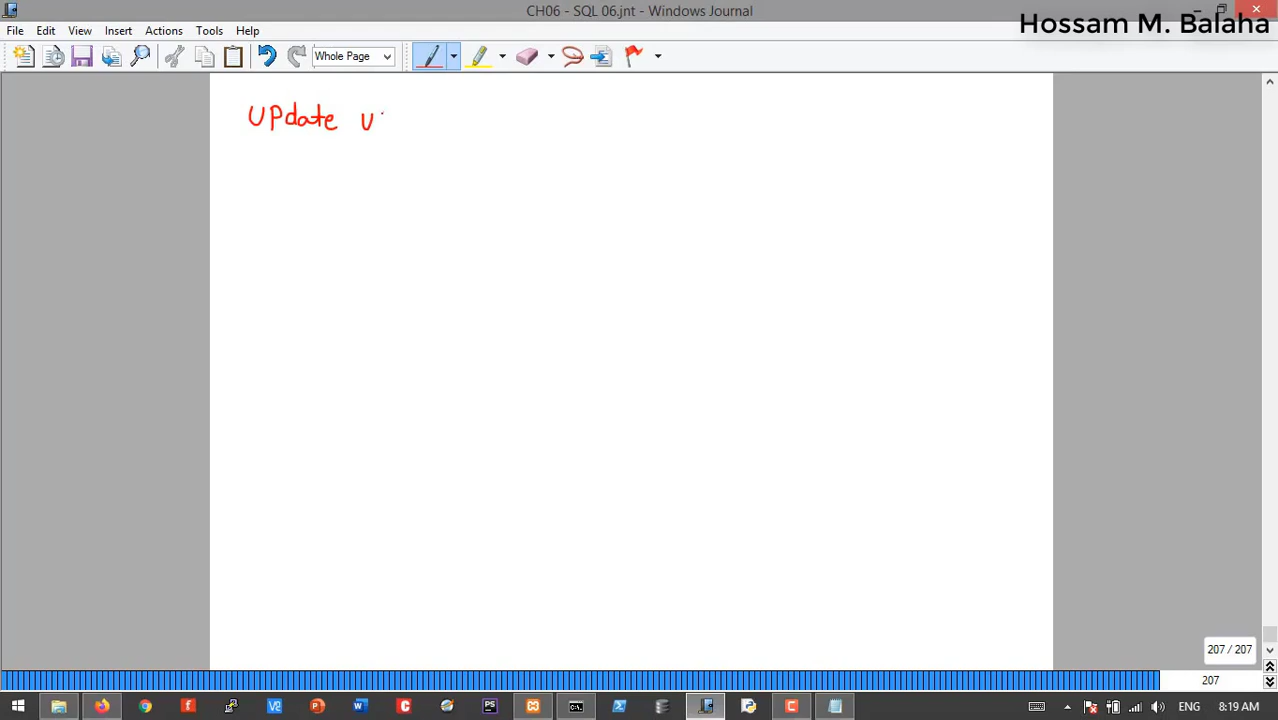 CH06 - SQL 06.jnt - Windows Journal
Hossam M. Balaha
File Edit View Insert Actions Tools Help
Whole Page
UPdate
207 / 207
207
ENG 8:19 AM